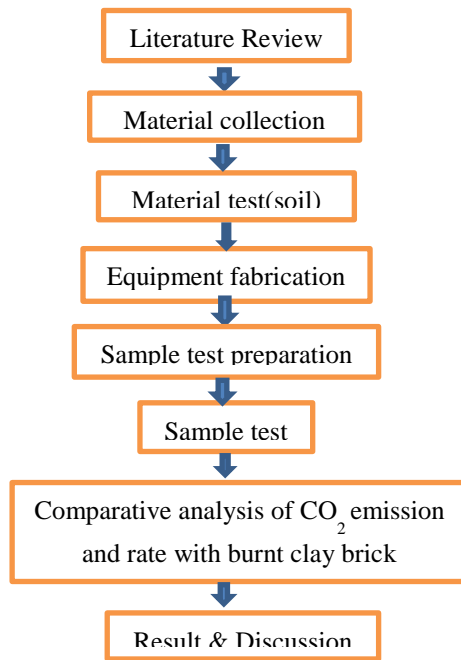 Literature Review
Material collection
Material test(soil)
Equipment fabrication
Sample test preparation
Sample test
Comparative analysis of CO₂ emission
and rate with burnt clay brick
Result & Discussion